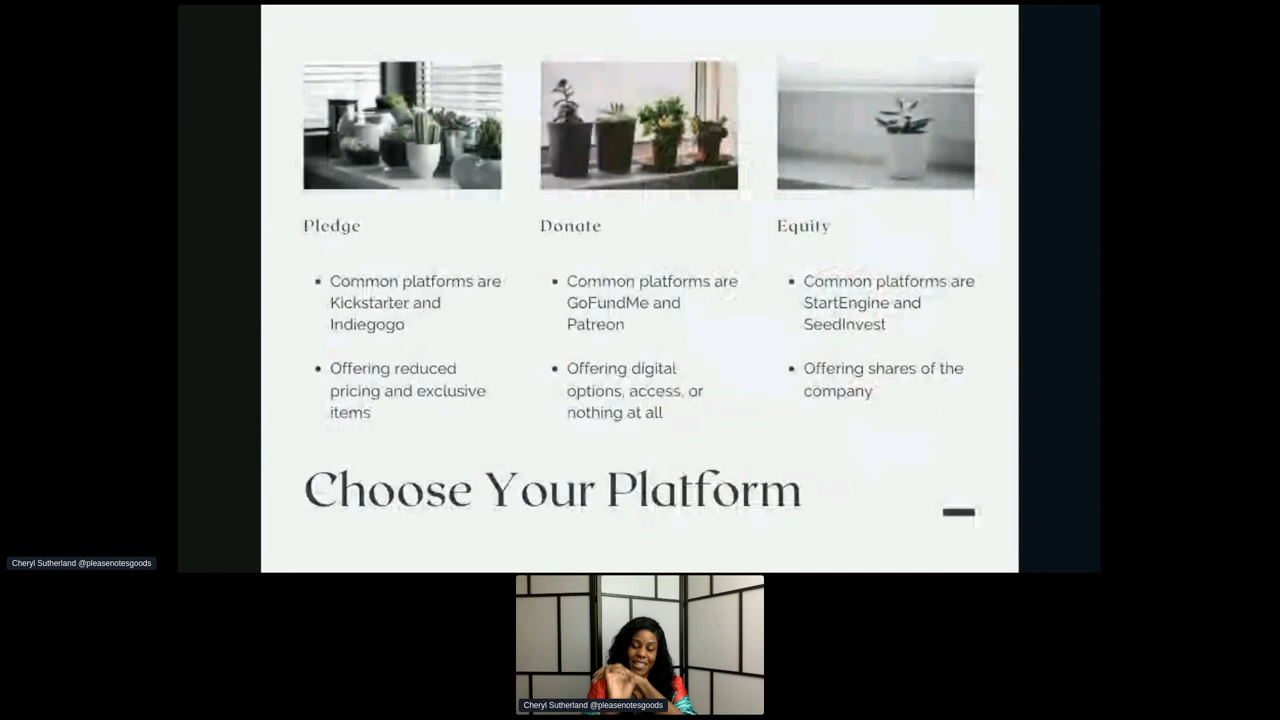 Pledge
Common platforms are
Kickstarter and
Indiegogo
Offering reduced
pricing and exclusive
items
Donate
Common platforms are
GoFundMe and
Patreon
Offering digital
options, access, or
nothing at all
Equity
Common platforms are
StartEngine and
SeedInvest
Offering shares of the
company
Choose Your Platform
Cheryl Sutherland @pleasenotesgoods
Cheryl Sutherland @pleasenotesgoods